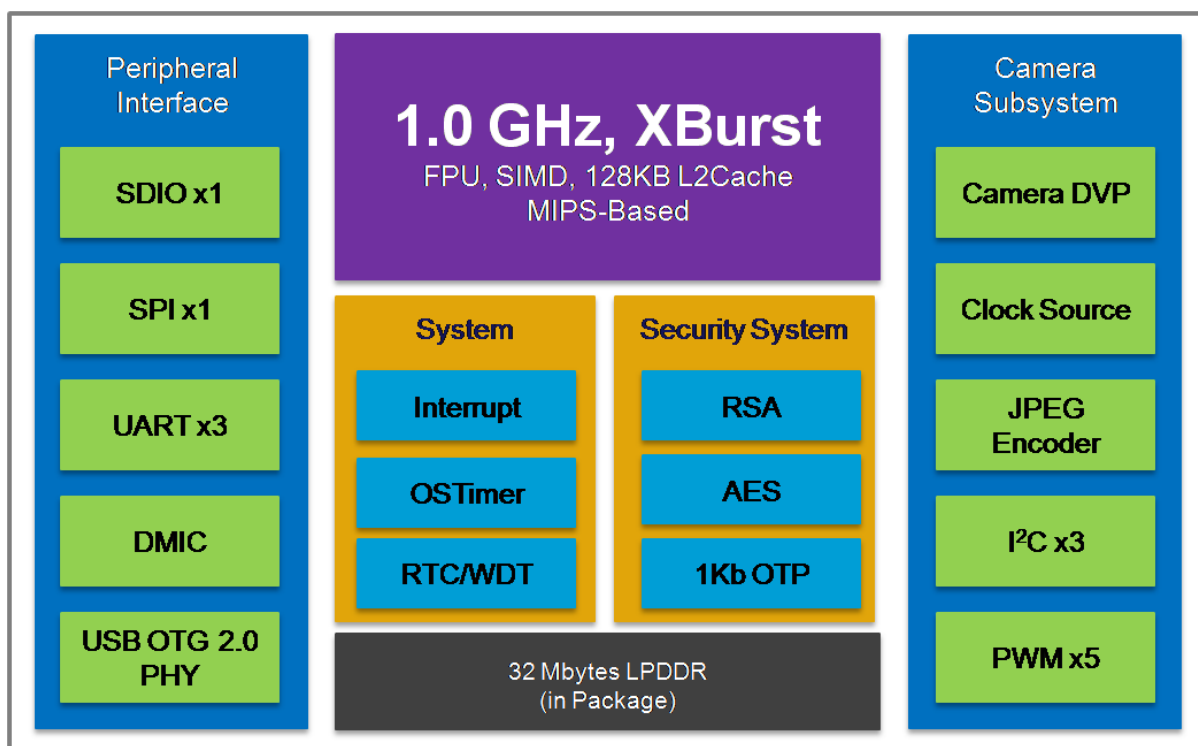 Peripheral
Interface
SDIO x1
SPI x1
UART x3
DMIC
USB OTG 2.0
PHY
1.0 GHz, XBurst
FPU, SIMD, 128KB L2Cache
MIPS-Based
System
Interrupt
OSTimer
RTC/WDT
Security System
RSA
AES
1Kb OTP
32 Mbytes LPDDR
(in Package)
Camera
Subsystem
Camera DVP
Clock Source
JPEG
Encoder
I²C x3
PWM x5